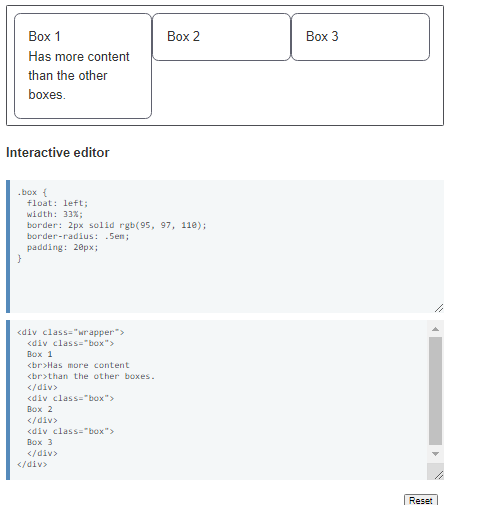 Box 1
Has more content
than the other
boxes.
Box 2
Box 3
Interactive editor
.box {
  float: left;
  width: 33%;
  border: 2px solid rgb(95, 97, 110);
  border-radius: .5em;
  padding: 20px;
}
<div class="wrapper">
  <div class="box">
  Box 1
  <br>Has more content
  <br>than the other boxes.
  </div>
  <div class="box">
  Box 2
  </div>
  <div class="box">
  Box 3
  </div>
</div>
Reset